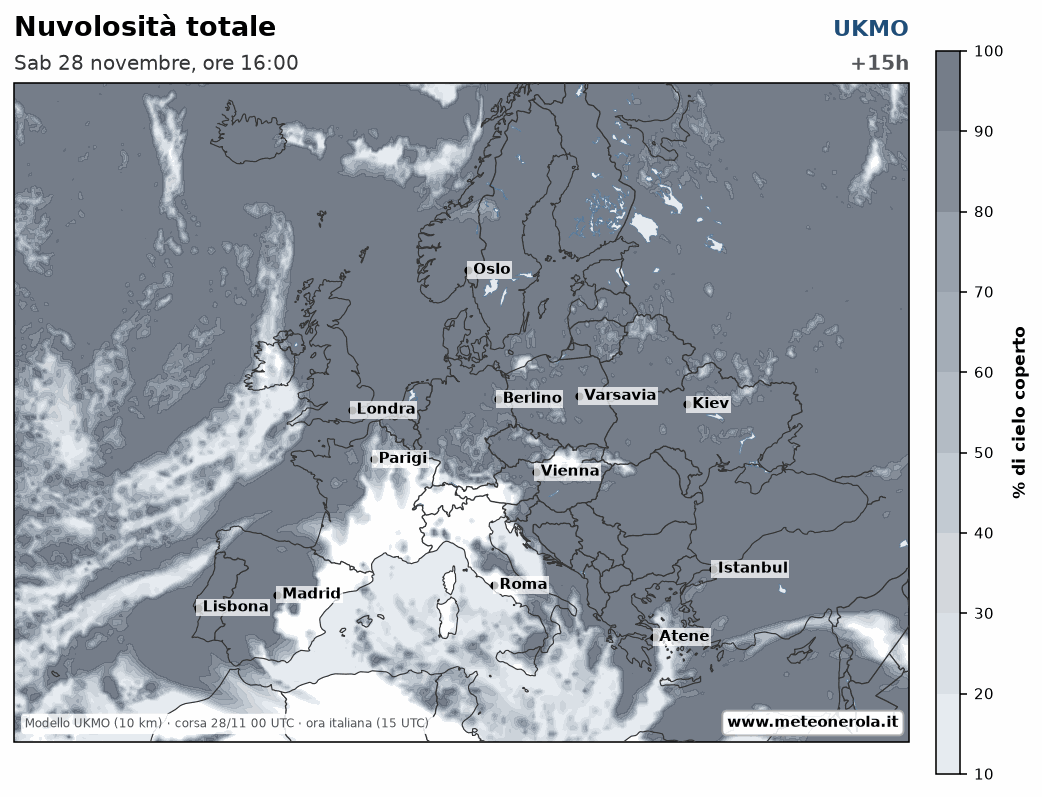 Nuvolosità totale
UKMO
Sab 28 novembre, ore 16:00
+15h
100
90
80
70
60
50
40
30
20
10
% di cielo coperto
Oslo
Berlino
Varsavia
Kiev
Londra
Parigi
Vienna
Istanbul
Roma
Madrid
Lisbona
Atene
Modello UKMO (10 km) · corsa 28/11 00 UTC · ora italiana (15 UTC)
www.meteonerola.it